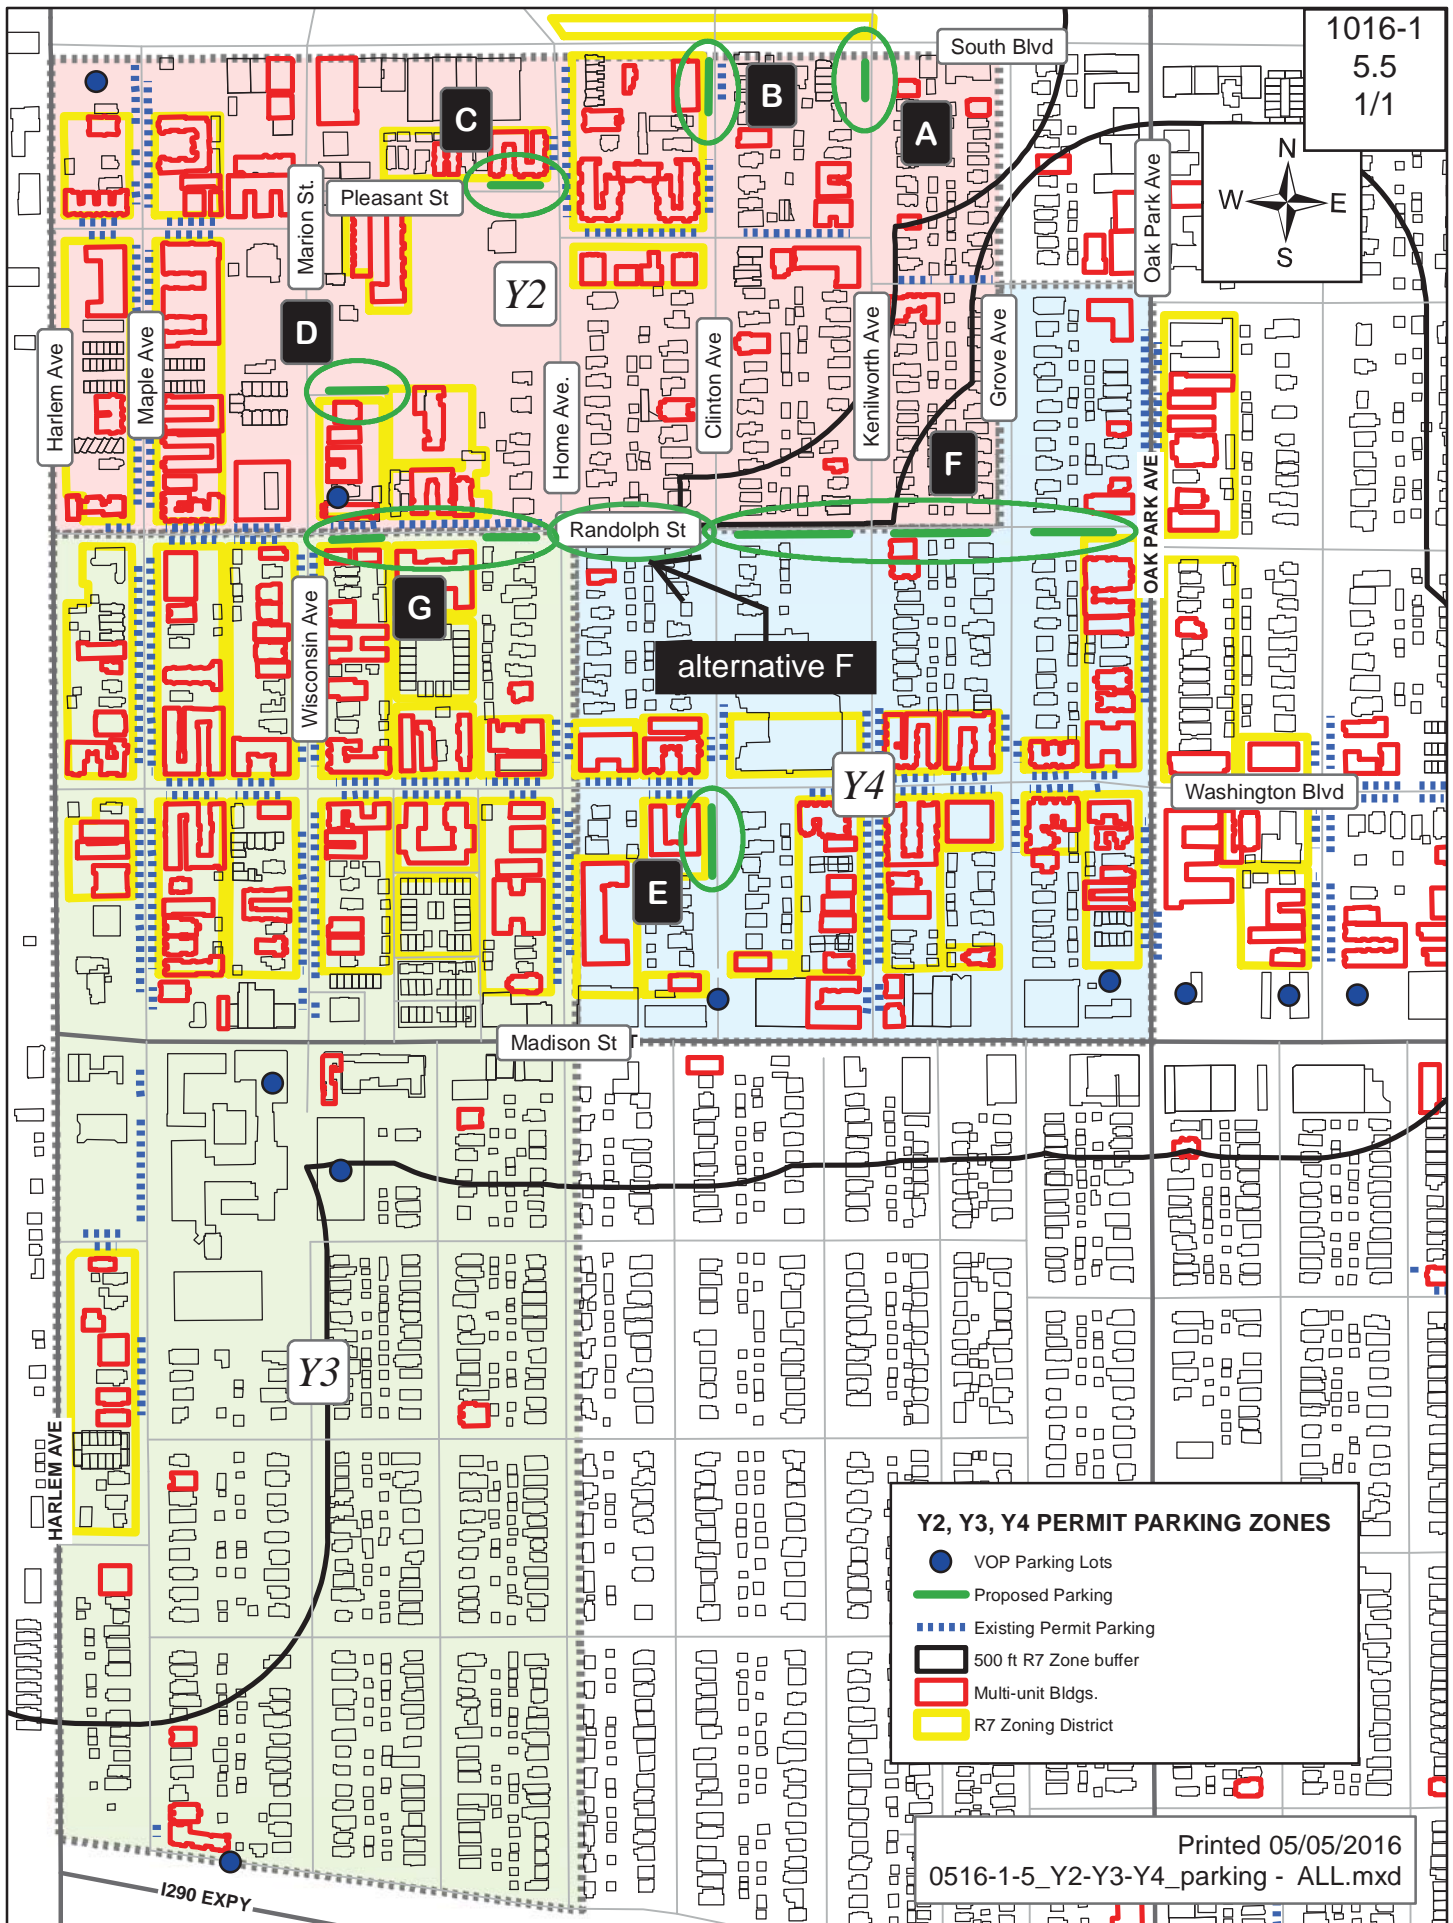 1016-1
5.5
1/1
South Blvd
N
W E
S
A
B
C
Pleasant St
Marion St.
Oak Park Ave
Y2
D
Harlem Ave
Maple Ave
Home Ave.
Clinton Ave
Kenilworth Ave
Grove Ave
F
OAK PARK AVE
Randolph St
G
Wisconsin Ave
alternative F
Y4
Washington Blvd
E
Madison St
T
Y3
HARLEM AVE
Y2, Y3, Y4 PERMIT PARKING ZONES
VOP Parking Lots
Proposed Parking
Existing Permit Parking
500 ft R7 Zone buffer
Multi-unit Bldgs.
R7 Zoning District
Printed 05/05/2016
0516-1-5_Y2-Y3-Y4_parking - ALL.mxd
I290 EXPY